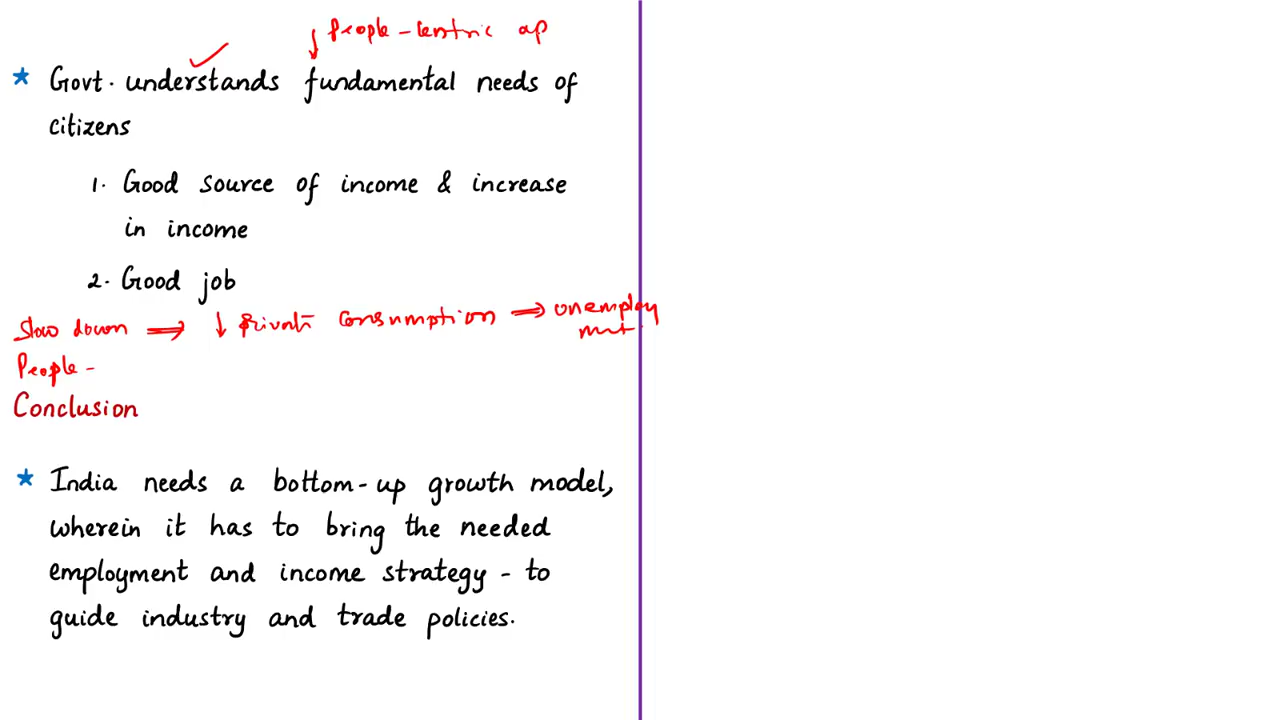 People-centric ap
* Govt. understands fundamental needs of
citizens
1. Good source of income & increase
in income
2. Good job
Slow down ⇒ ↓ Private consumption ⇒ unemploy
ment
People -
Conclusion
* India needs a bottom-up growth model,
wherein it has to bring the needed
employment and income strategy - to
guide industry and trade policies.